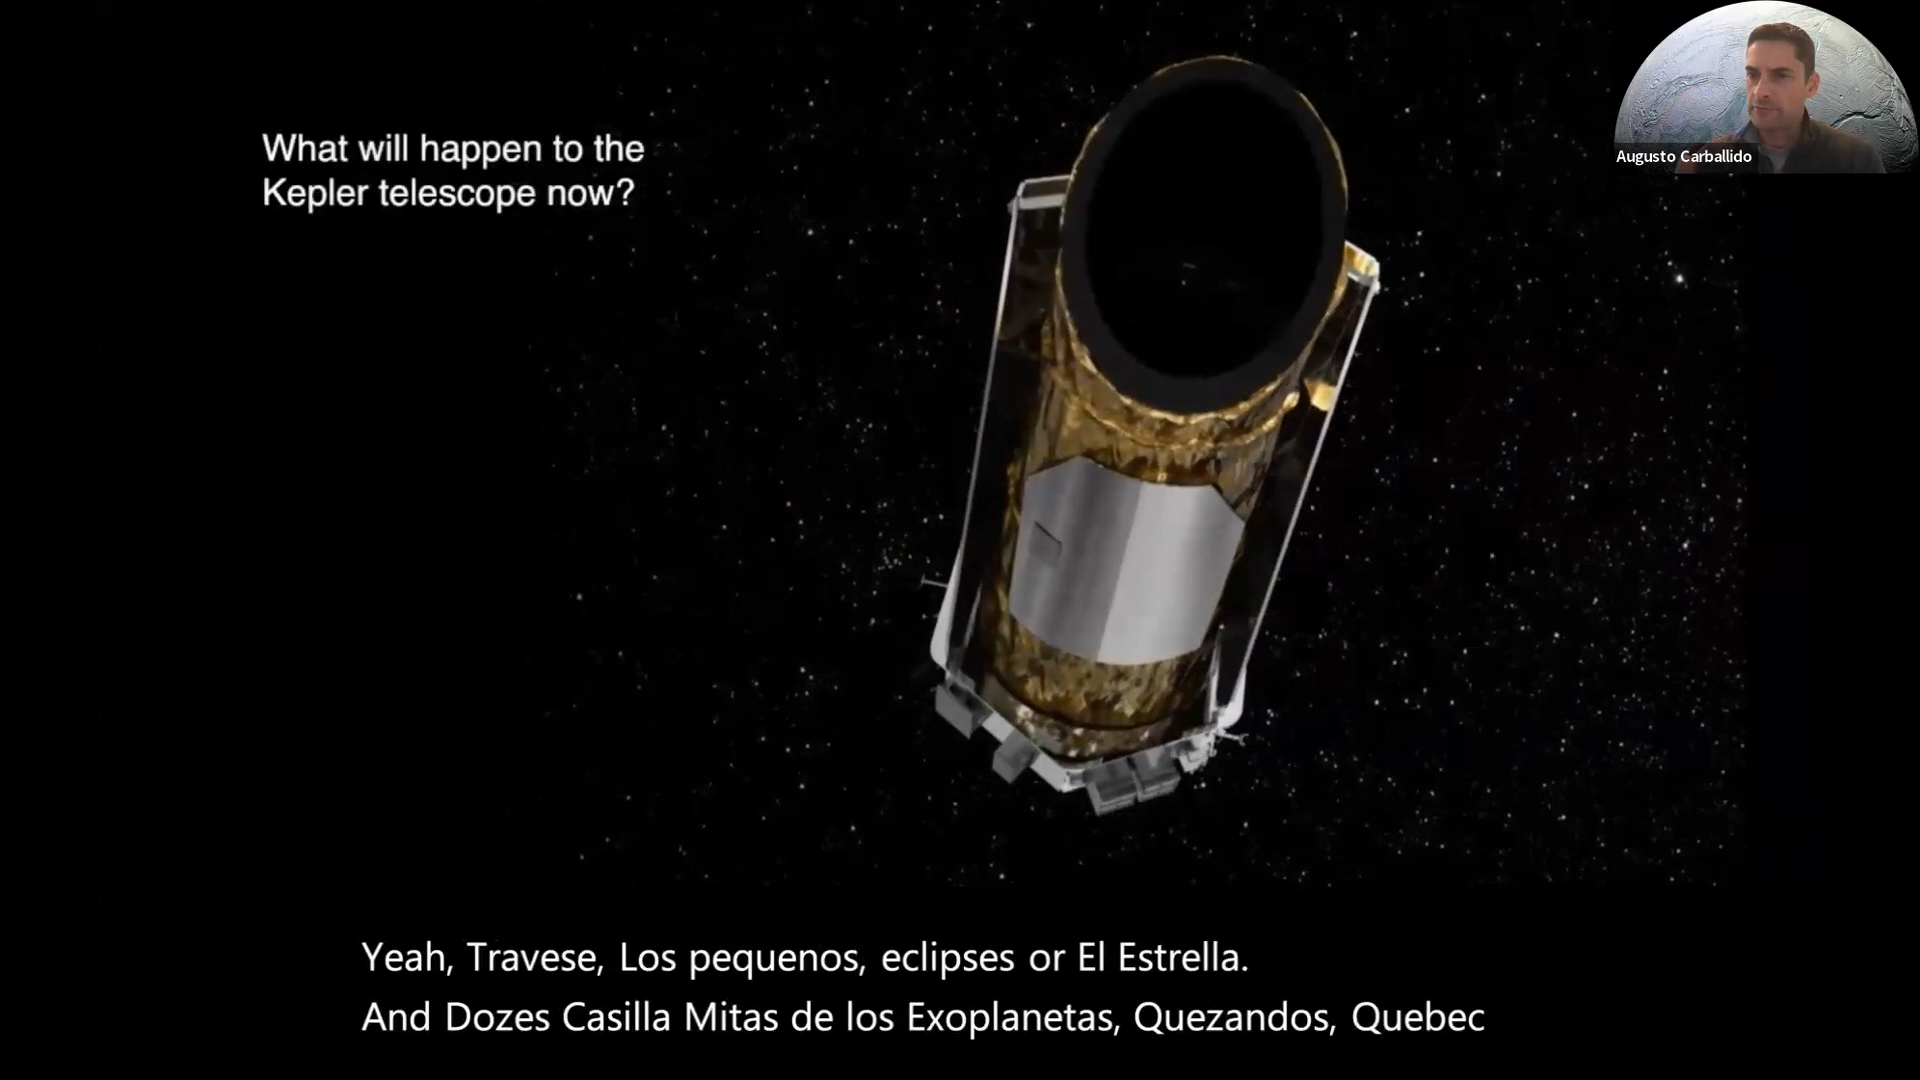 What will happen to the
Kepler telescope now?
Augusto Carballido
Yeah, Travese, Los pequenos, eclipses or El Estrella.
And Dozes Casilla Mitas de los Exoplanetas, Quezandos, Quebec